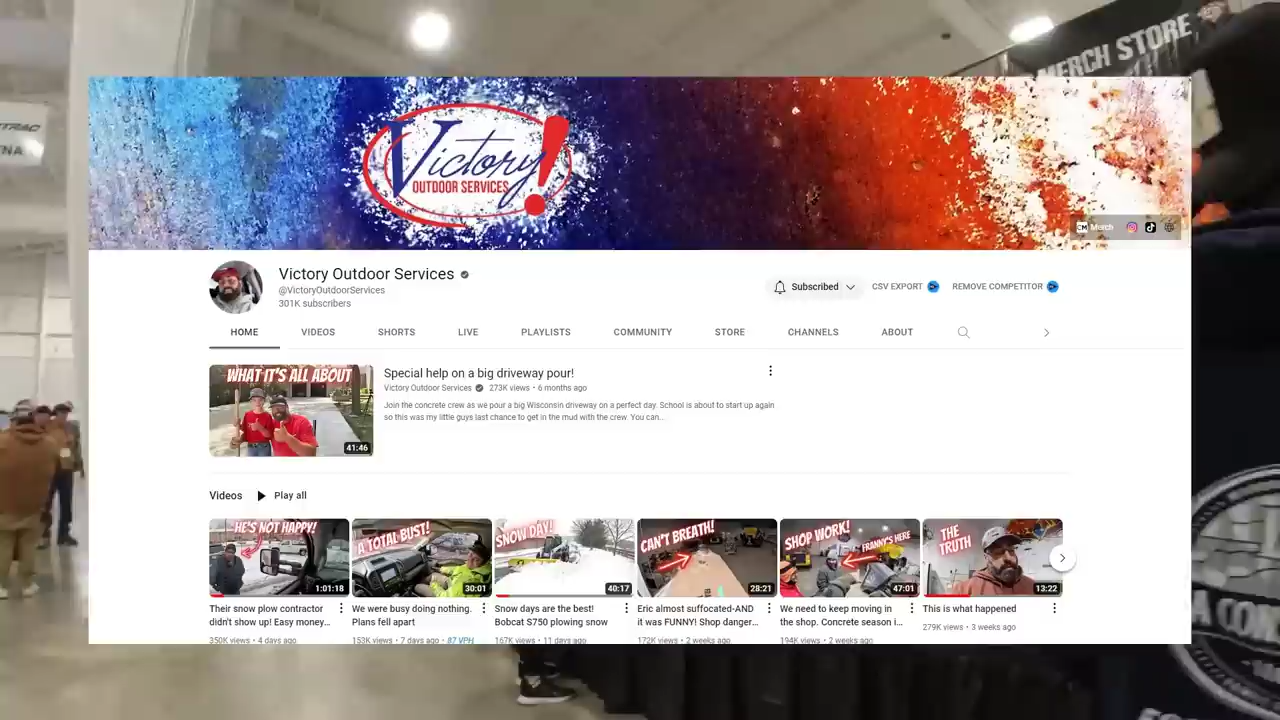 MERCH STORE
TRAC
NA
Victory!
OUTDOOR SERVICES
Merch
Victory Outdoor Services
@VictoryOutdoorServices
301K subscribers
Subscribed
CSV EXPORT
REMOVE COMPETITOR
HOME VIDEOS SHORTS LIVE PLAYLISTS COMMUNITY STORE CHANNELS ABOUT
WHAT IT'S ALL ABOUT
41:46
Special help on a big driveway pour!
Victory Outdoor Services 273K views • 6 months ago
Join the concrete crew as we pour a big Wisconsin driveway on a perfect day. School is about to start up again
so this was my little guys last chance to get in the mud with the crew. You can...
Videos Play all
HE'S NOT HAPPY!
1:01:18
A TOTAL BUST!
30:01
SNOW DAY!
40:17
CAN'T BREATH!
28:21
SHOP WORK!
FRANNY'S HERE
47:01
THE
TRUTH
13:22
Their snow plow contractor
didn't show up! Easy money...
350K views • 4 days ago
We were busy doing nothing.
Plans fell apart
153K views • 7 days ago • 87 VPH
Snow days are the best!
Bobcat S750 plowing snow
167K views • 11 days ago
Eric almost suffocated-AND
it was FUNNY! Shop danger...
172K views • 2 weeks ago
We need to keep moving in
the shop. Concrete season i...
194K views • 2 weeks ago
This is what happened
279K views • 3 weeks ago